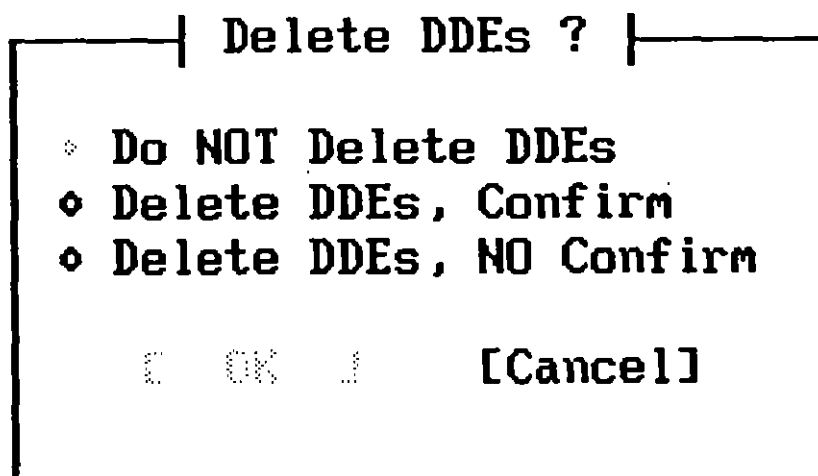 Delete DDEs ?
Do NOT Delete DDEs
Delete DDEs, Confirm
Delete DDEs, NO Confirm
[ OK ] [Cancel]